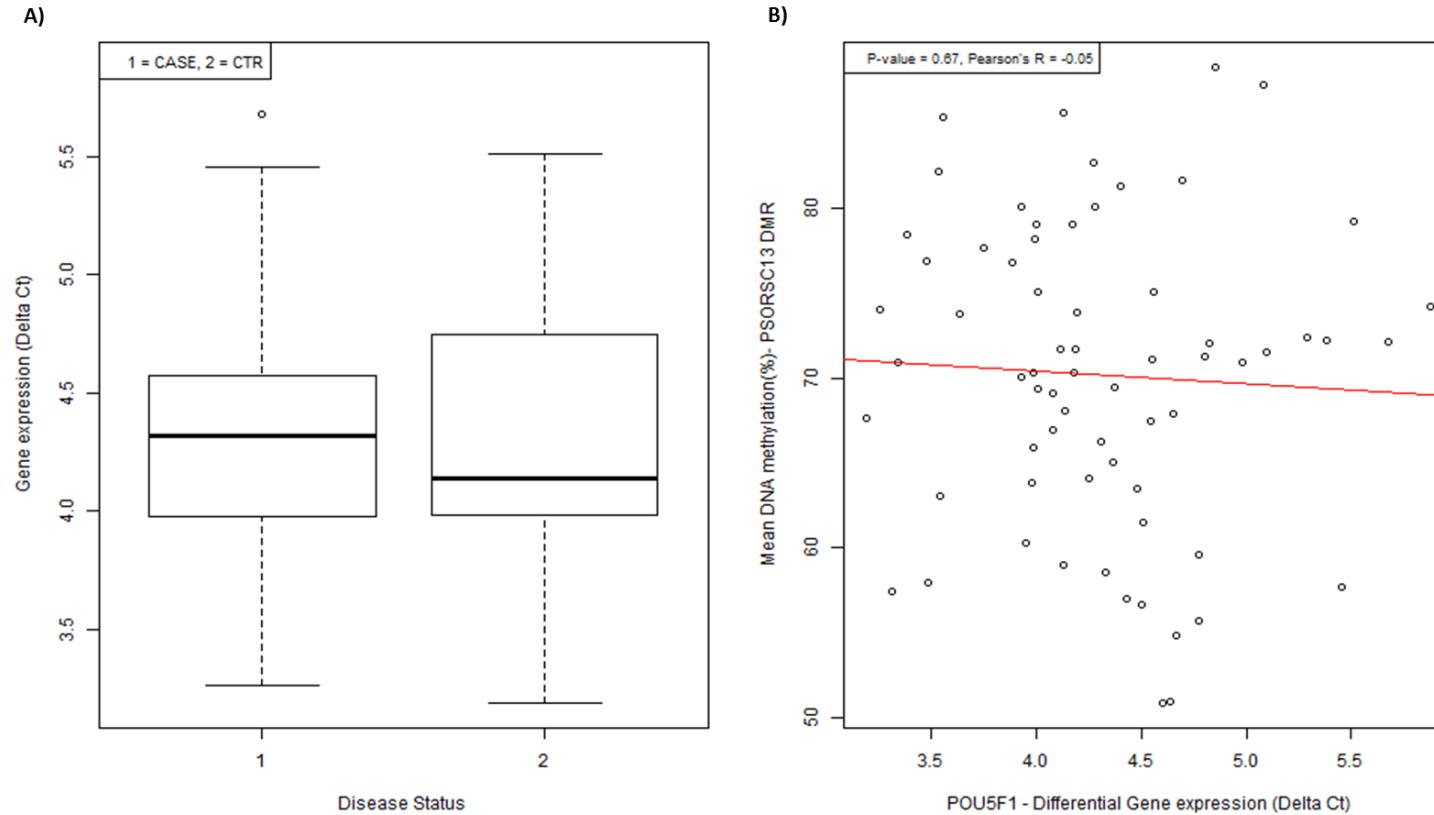 A)
1 = CASE, 2 = CTR
Gene expression (Delta Ct)
5.5
5.0
4.5
4.0
3.5
1
2
Disease Status
B)
P-value = 0.67, Pearson's R = -0.05
Mean DNA methylation(%)- PSORSC13 DMR
80
70
60
50
3.5
4.0
4.5
5.0
5.5
POU5F1 - Differential Gene expression (Delta Ct)